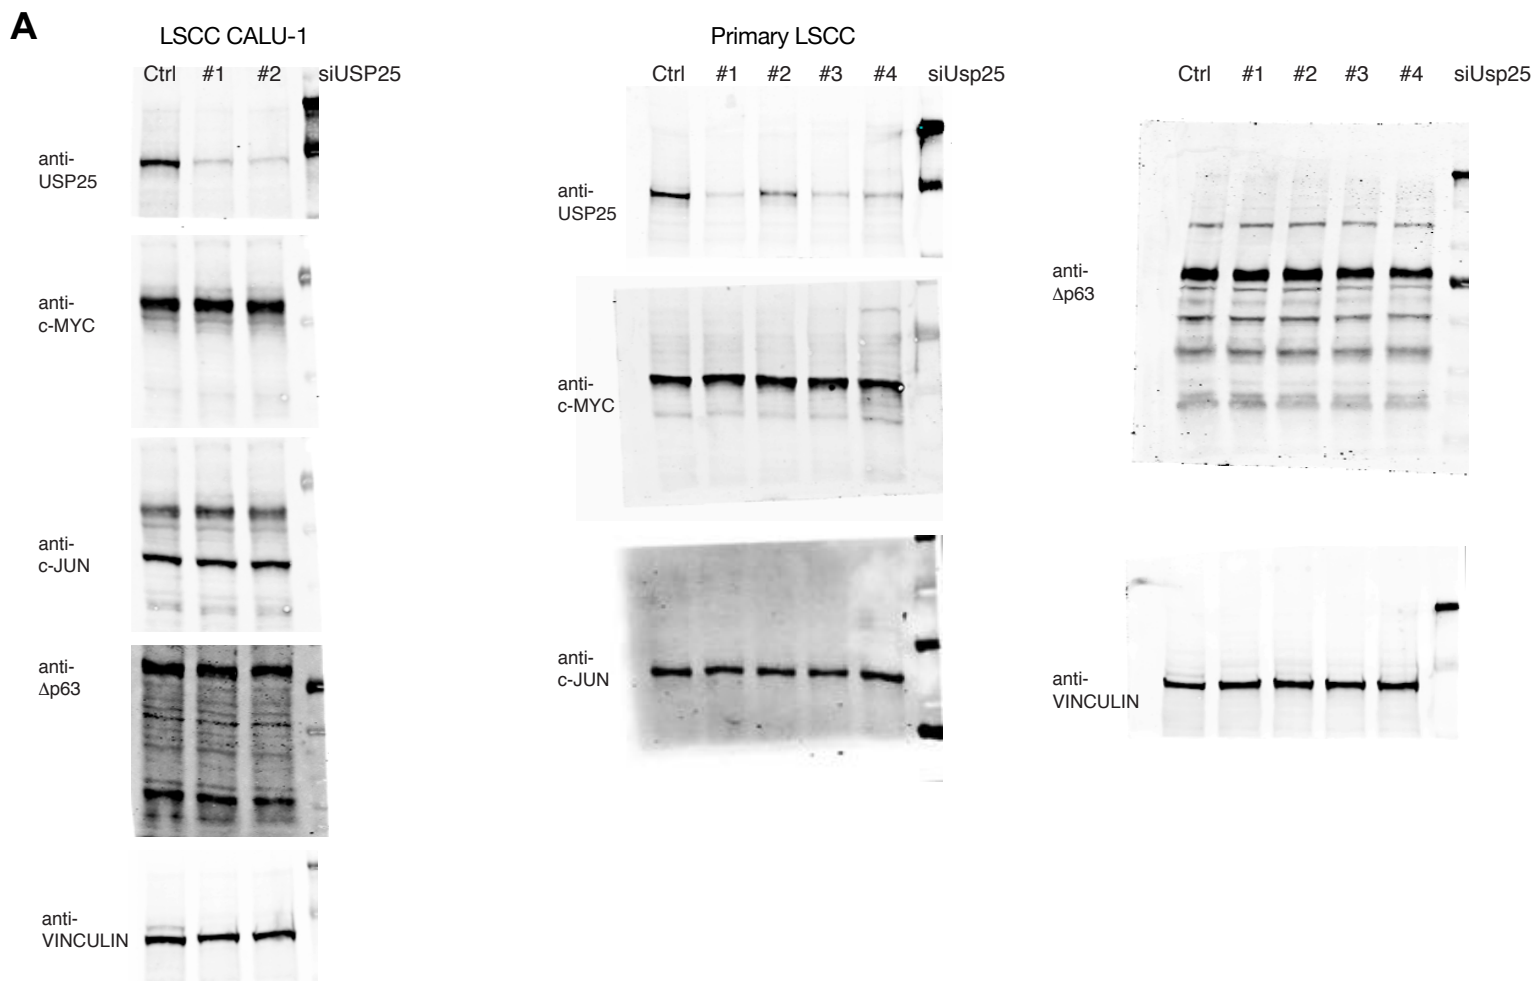 A
LSCC CALU-1
Ctrl #1 #2 siUSP25
anti-
USP25
anti-
c-MYC
anti-
c-JUN
anti-
Δp63
anti-
VINCULIN
Primary LSCC
Ctrl #1 #2 #3 #4 siUsp25
anti-
USP25
anti-
c-MYC
anti-
c-JUN
Ctrl #1 #2 #3 #4 siUsp25
anti-
Δp63
anti-
VINCULIN